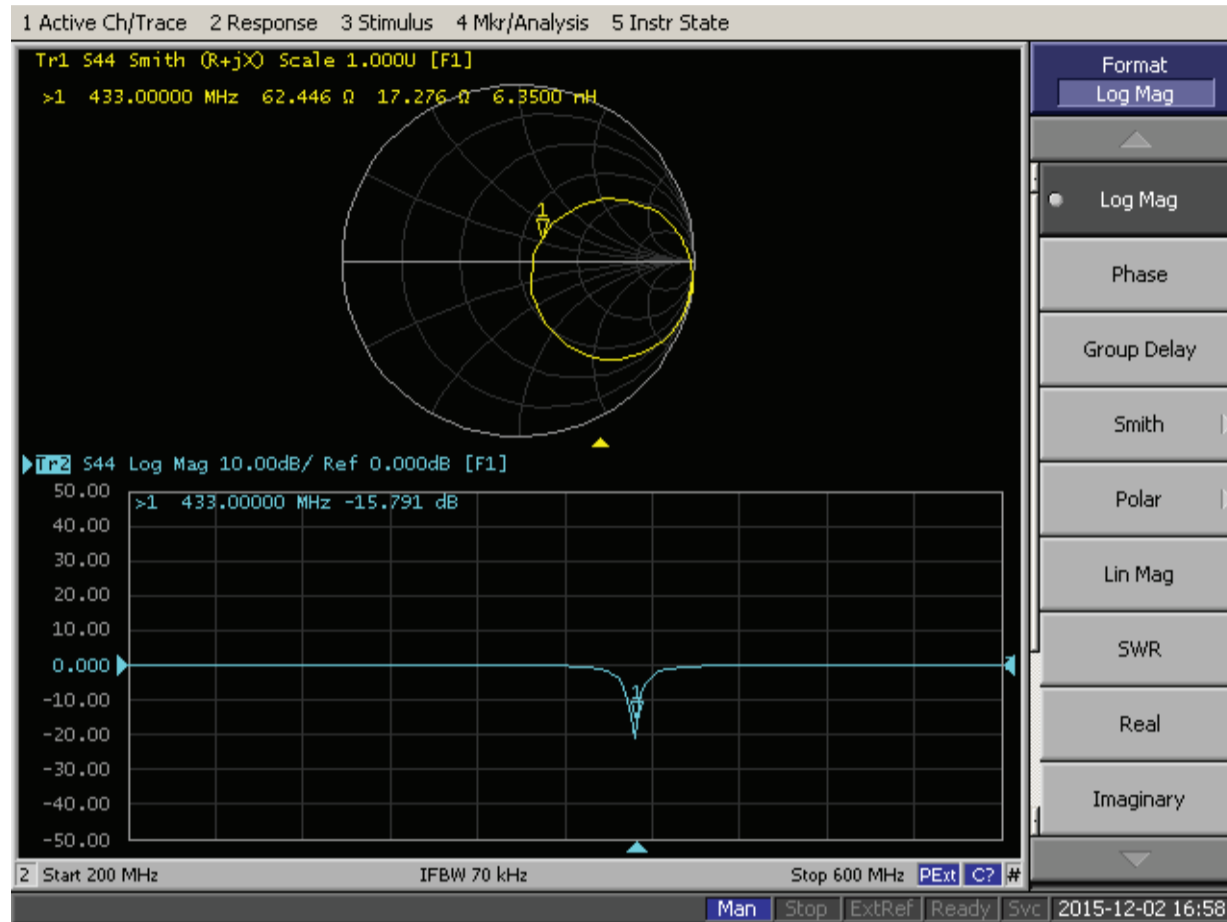 1 Active Ch/Trace 2 Response 3 Stimulus 4 Mkr/Analysis 5 Instr State
Tr1 S44 Smith (R+jX) Scale 1.000U [F1]
>1 433.00000 MHz 62.446 Ω 17.276 Ω 6.3500 nH
1
Tr2 S44 Log Mag 10.00dB/ Ref 0.000dB [F1]
>1 433.00000 MHz -15.791 dB
50.00
40.00
30.00
20.00
10.00
0.000
-10.00
-20.00
-30.00
-40.00
-50.00
1
2 Start 200 MHz IFBW 70 kHz Stop 600 MHz PExt C? #
Format
Log Mag
Log Mag
Phase
Group Delay
Smith
Polar
Lin Mag
SWR
Real
Imaginary
Man Stop ExtRef Ready Svc 2015-12-02 16:58